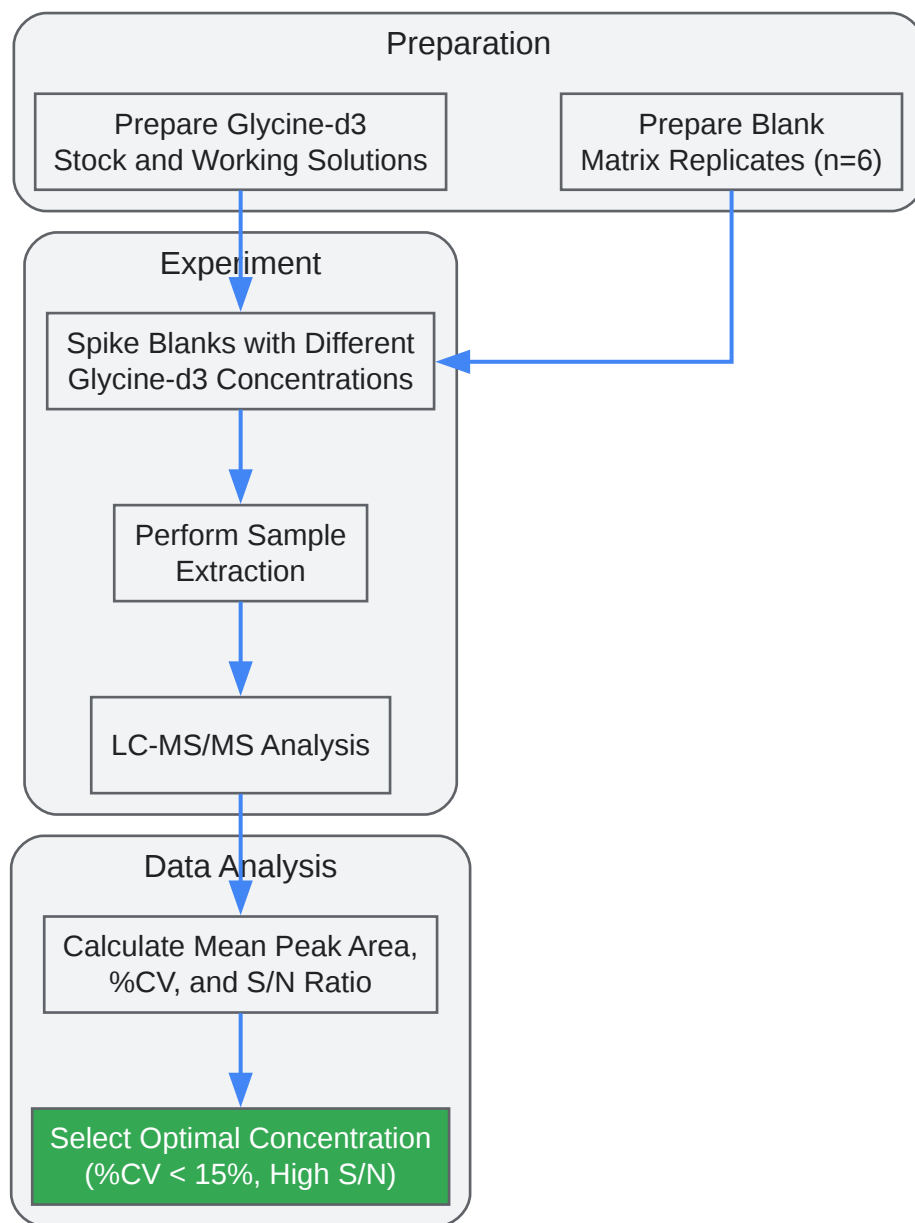 Preparation
Prepare Glycine-d3
Stock and Working Solutions
Prepare Blank
Matrix Replicates (n=6)
Experiment
Spike Blanks with Different
Glycine-d3 Concentrations
Perform Sample
Extraction
LC-MS/MS Analysis
Data Analysis
Calculate Mean Peak Area,
%CV, and S/N Ratio
Select Optimal Concentration
(%CV < 15%, High S/N)